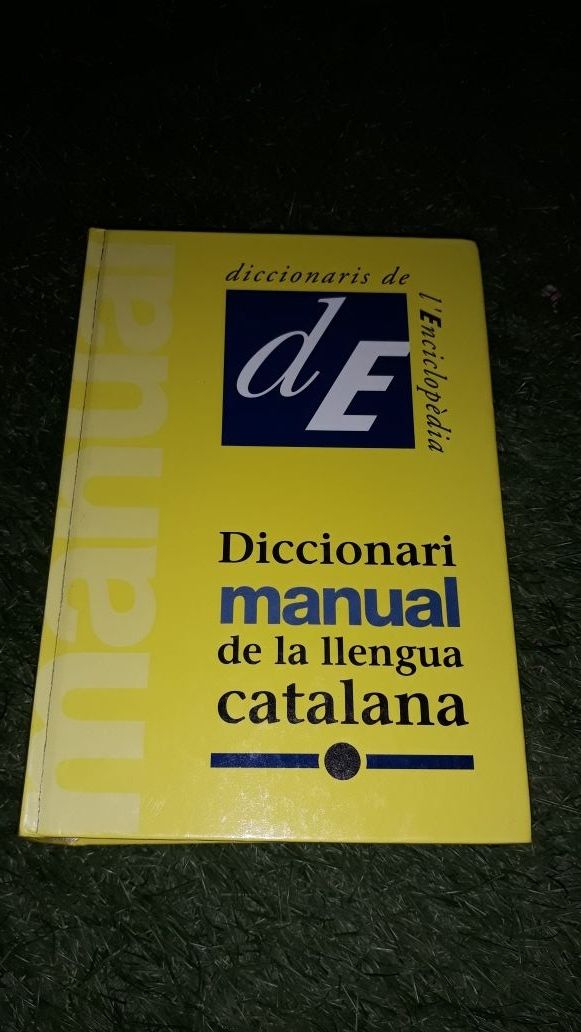 manual
diccionaris de
l'Enciclopèdia
dE
Diccionari
manual
de la llengua
catalana